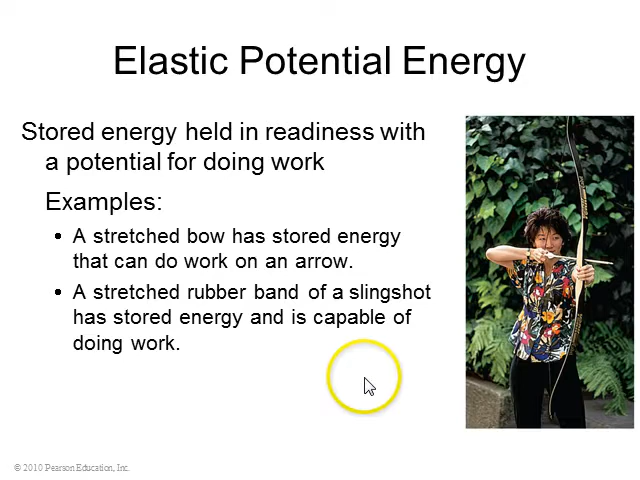 Elastic Potential Energy
Stored energy held in readiness with
a potential for doing work
Examples:
• A stretched bow has stored energy
that can do work on an arrow.
• A stretched rubber band of a slingshot
has stored energy and is capable of
doing work.
© 2010 Pearson Education, Inc.